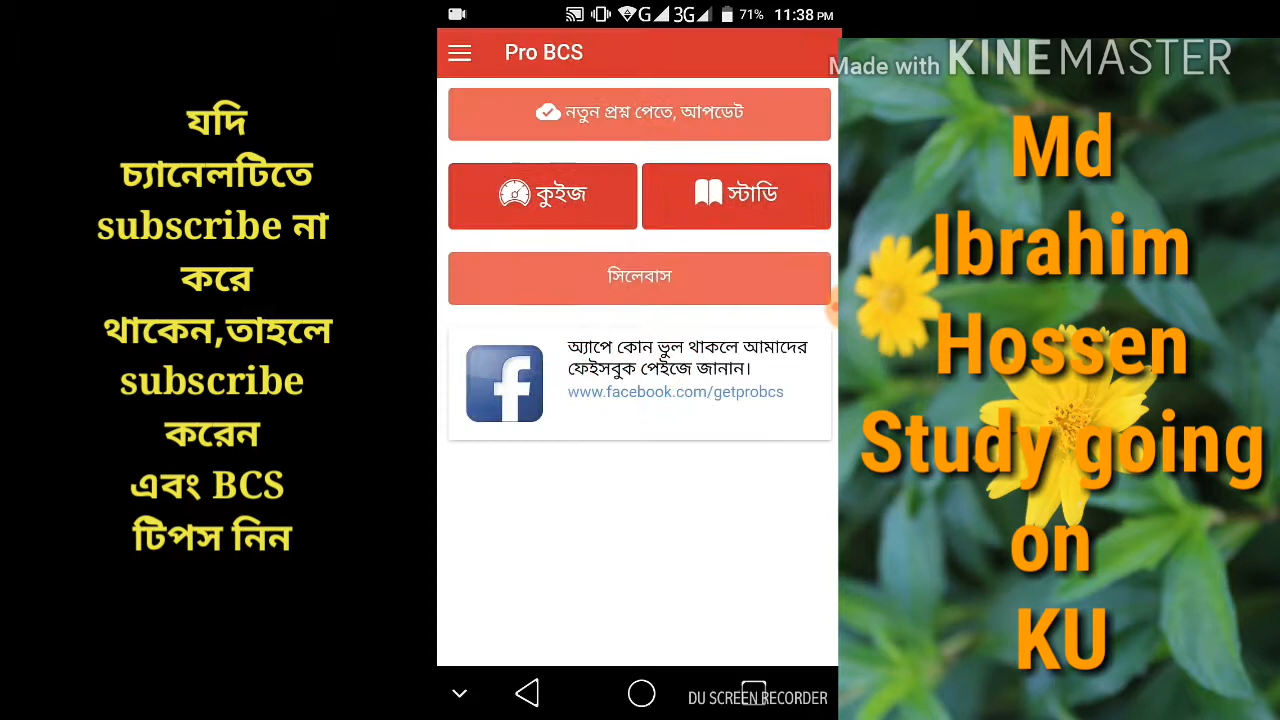 যদি
চ্যানেলটিতে
subscribe না
করে
থাকেন,তাহলে
subscribe
করেন
এবং BCS
টিপস নিন
G 3G 71% 11:38 PM
Pro BCS
নতুন প্রশ্ন পেতে, আপডেট
কুইজ
স্টাডি
সিলেবাস
অ্যাপে কোন ভুল থাকলে আমাদের
ফেইসবুক পেইজে জানান।
www.facebook.com/getprobcs
DU SCREEN RECORDER
Made with KINEMASTER
Md
Ibrahim
Hossen
Study going
on
KU